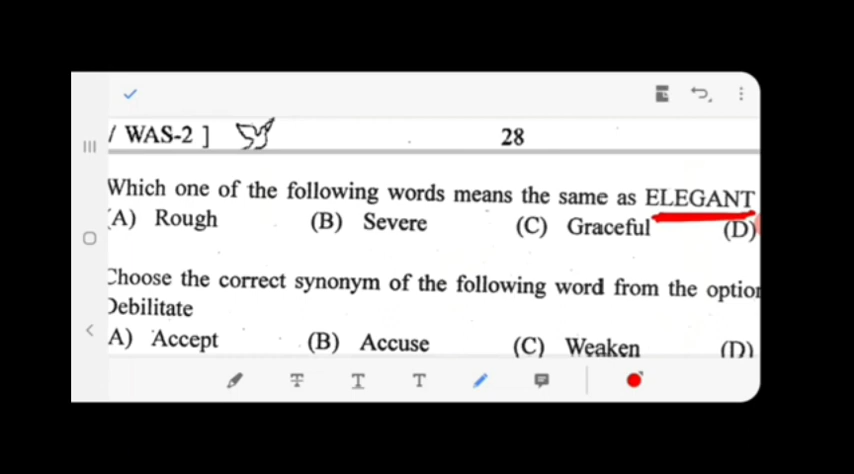 / WAS-2 ] 28
Which one of the following words means the same as ELEGANT
(A) Rough (B) Severe (C) Graceful (D)
Choose the correct synonym of the following word from the option
Debilitate
A) Accept (B) Accuse (C) Weaken (D)